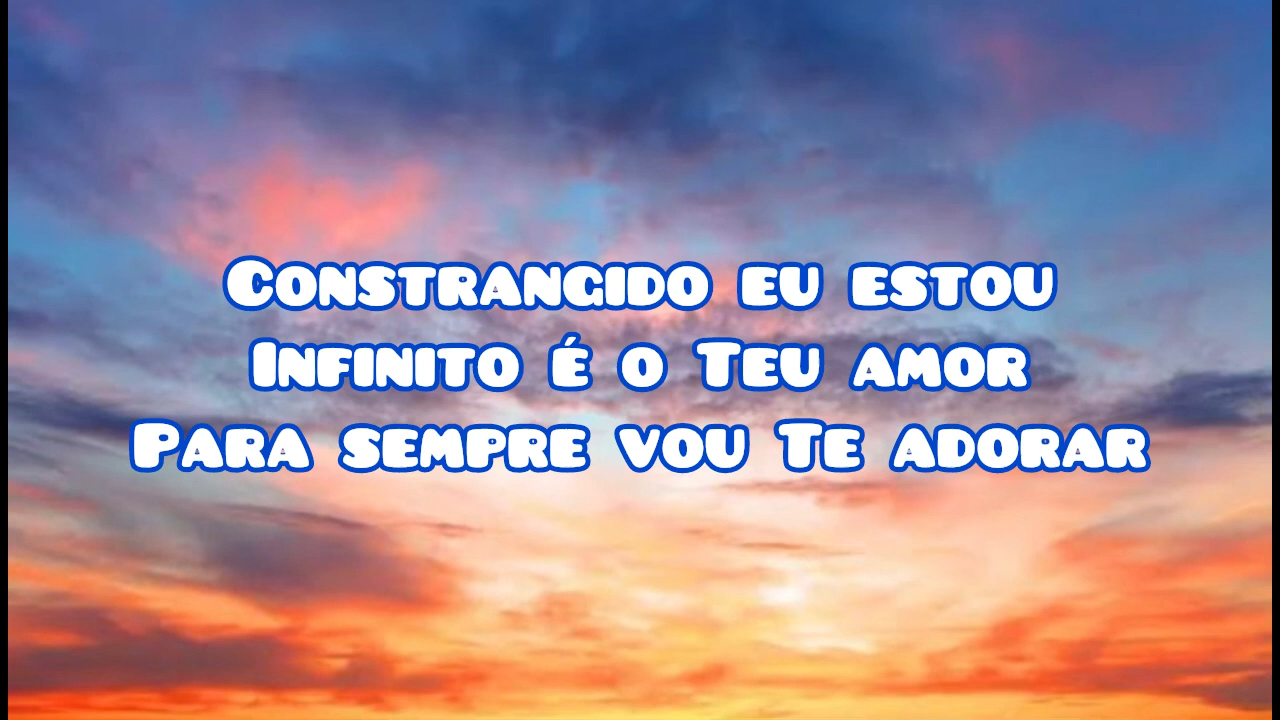 Constrangido eu estou
Infinito é o Teu amor
Para sempre vou Te adorar